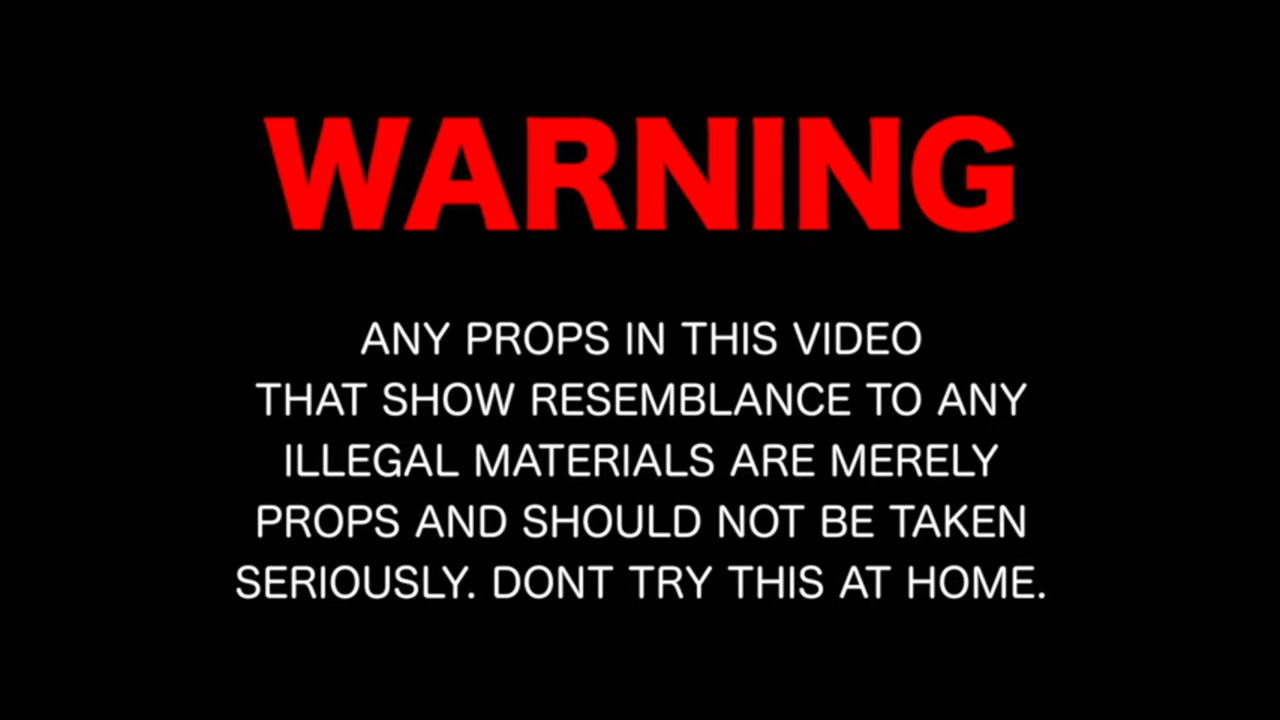 WARNING
ANY PROPS IN THIS VIDEO
THAT SHOW RESEMBLANCE TO ANY
ILLEGAL MATERIALS ARE MERELY
PROPS AND SHOULD NOT BE TAKEN
SERIOUSLY. DONT TRY THIS AT HOME.